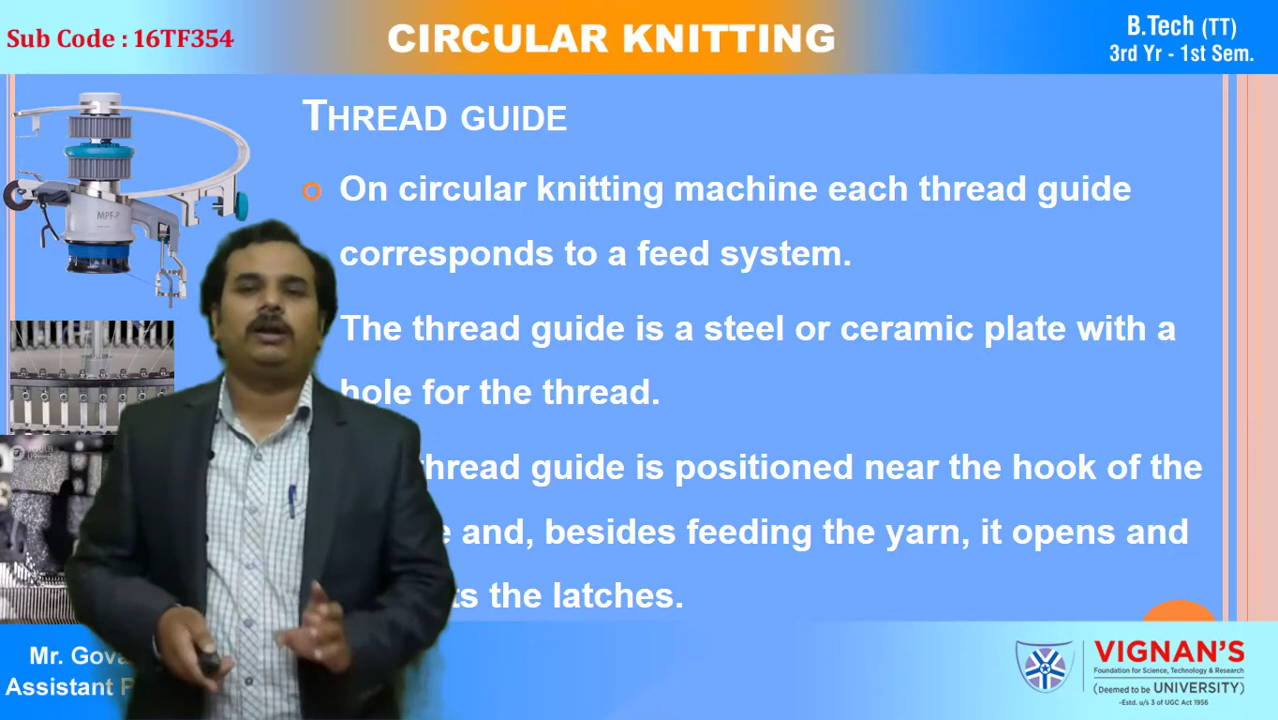 Sub Code : 16TF354
CIRCULAR KNITTING
B.Tech (TT)
3rd Yr - 1st Sem.
THREAD GUIDE
On circular knitting machine each thread guide
corresponds to a feed system.
The thread guide is a steel or ceramic plate with a
hole for the thread.
thread guide is positioned near the hook of the
and, besides feeding the yarn, it opens and
the latches.
MPF-P
Mr.
Assistant
VIGNAN'S
Foundation for Science, Technology & Research
(Deemed to be UNIVERSITY)
-Estd. u/s 3 of UGC Act 1956